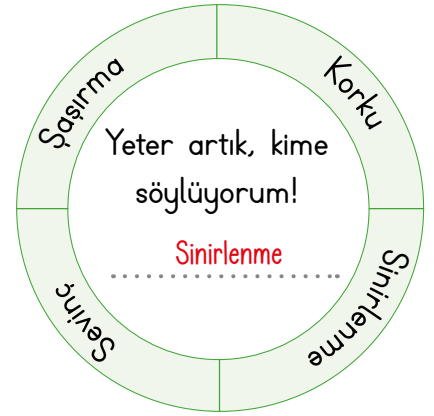 Şaşırma
Korku
Yeter artık, kime
söylüyorum!
Sinirlenme
Sevinç
Sinirlenme